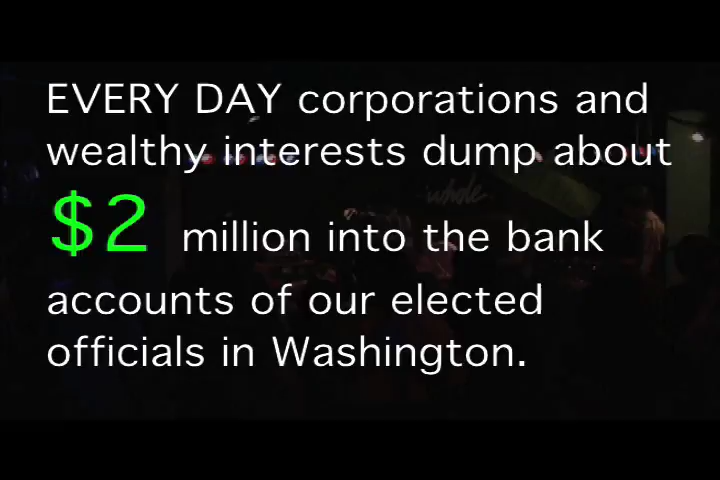 EVERY DAY corporations and
wealthy interests dump about
$2 million into the bank
accounts of our elected
officials in Washington.
whole